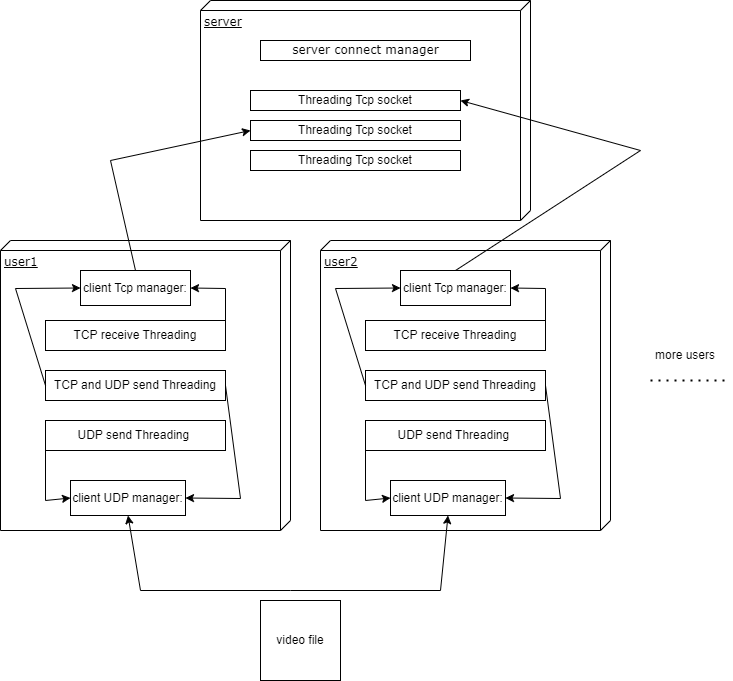 server
server connect manager
Threading Tcp socket
Threading Tcp socket
Threading Tcp socket
user1
client Tcp manager:
TCP receive Threading
TCP and UDP send Threading
UDP send Threading
client UDP manager:
user2
client Tcp manager:
TCP receive Threading
TCP and UDP send Threading
UDP send Threading
client UDP manager:
more users
..........
video file